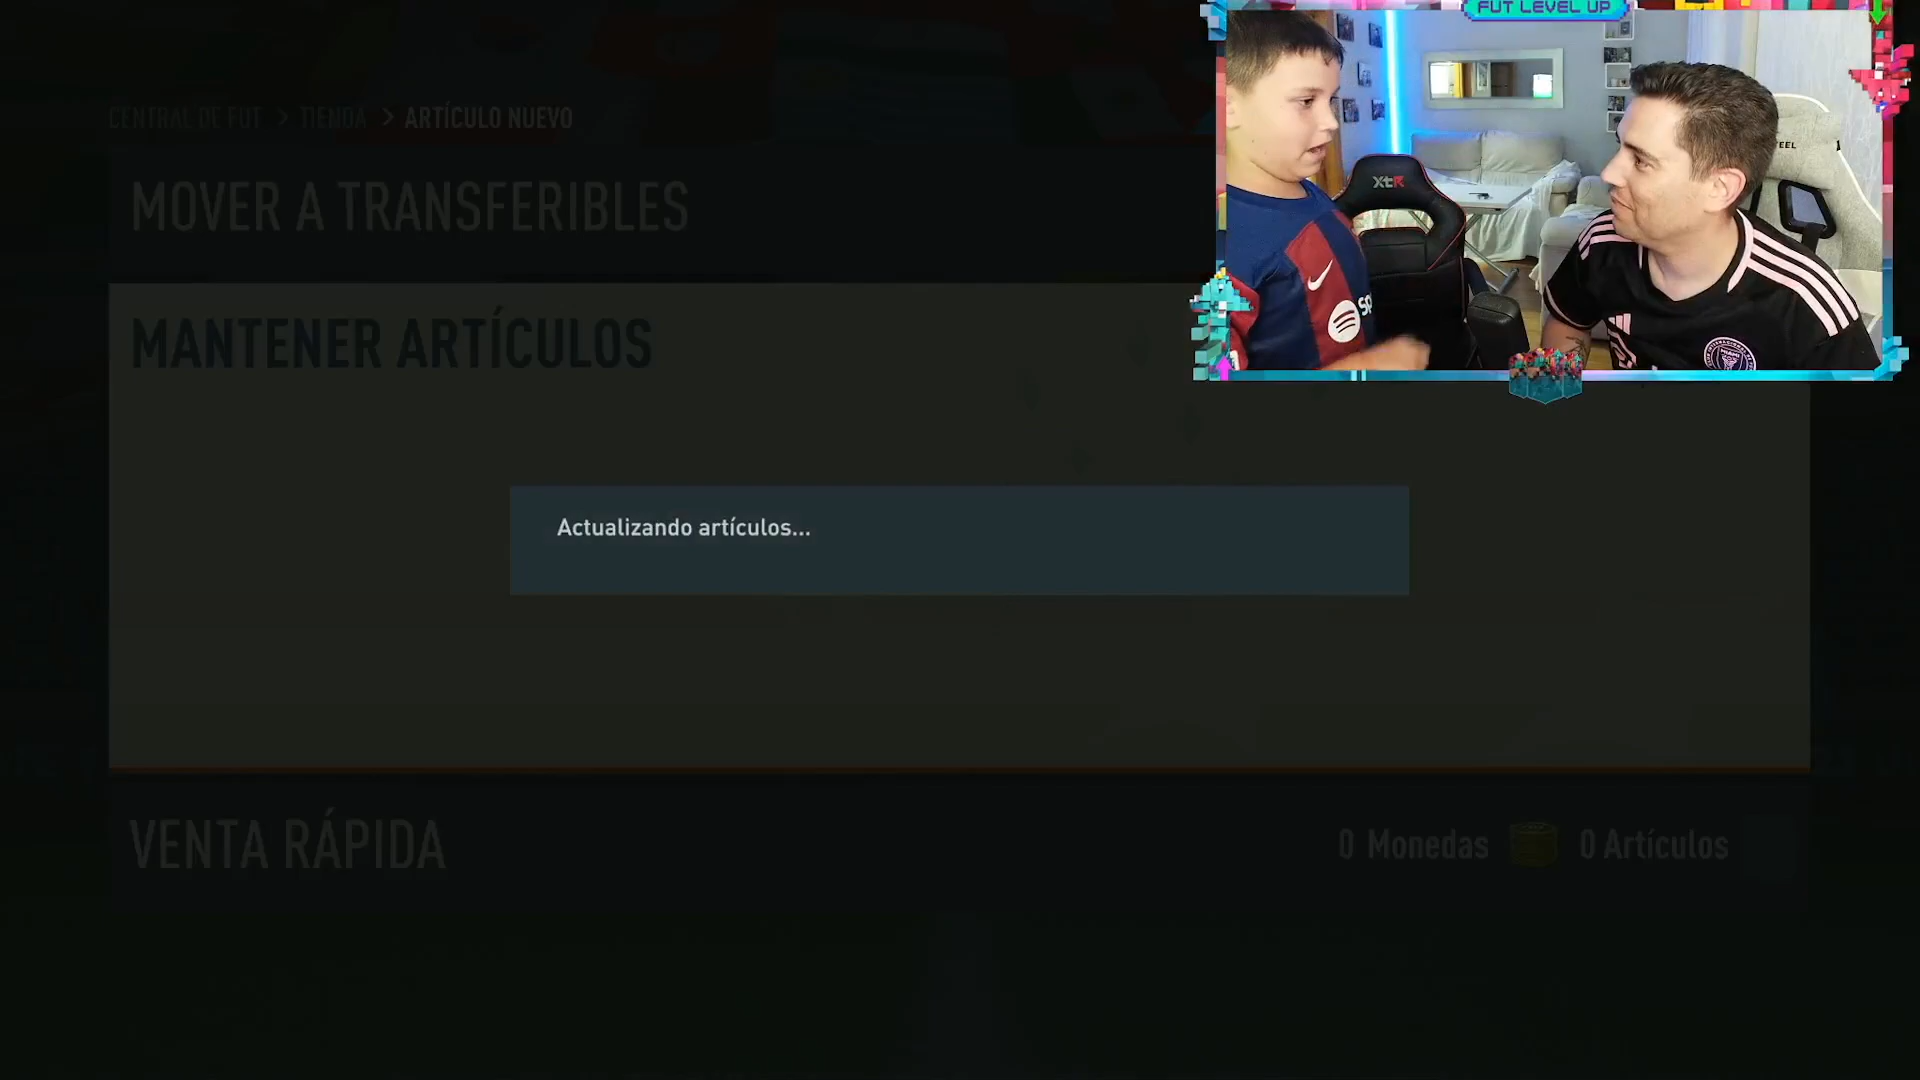 FUT LEVEL UP
CENTRAL DE FUT > TIENDA > ARTÍCULO NUEVO
MOVER A TRANSFERIBLES
XTR
MANTENER ARTÍCULOS
Actualizando artículos...
VENTA RÁPIDA
0 Monedas 0 Artículos